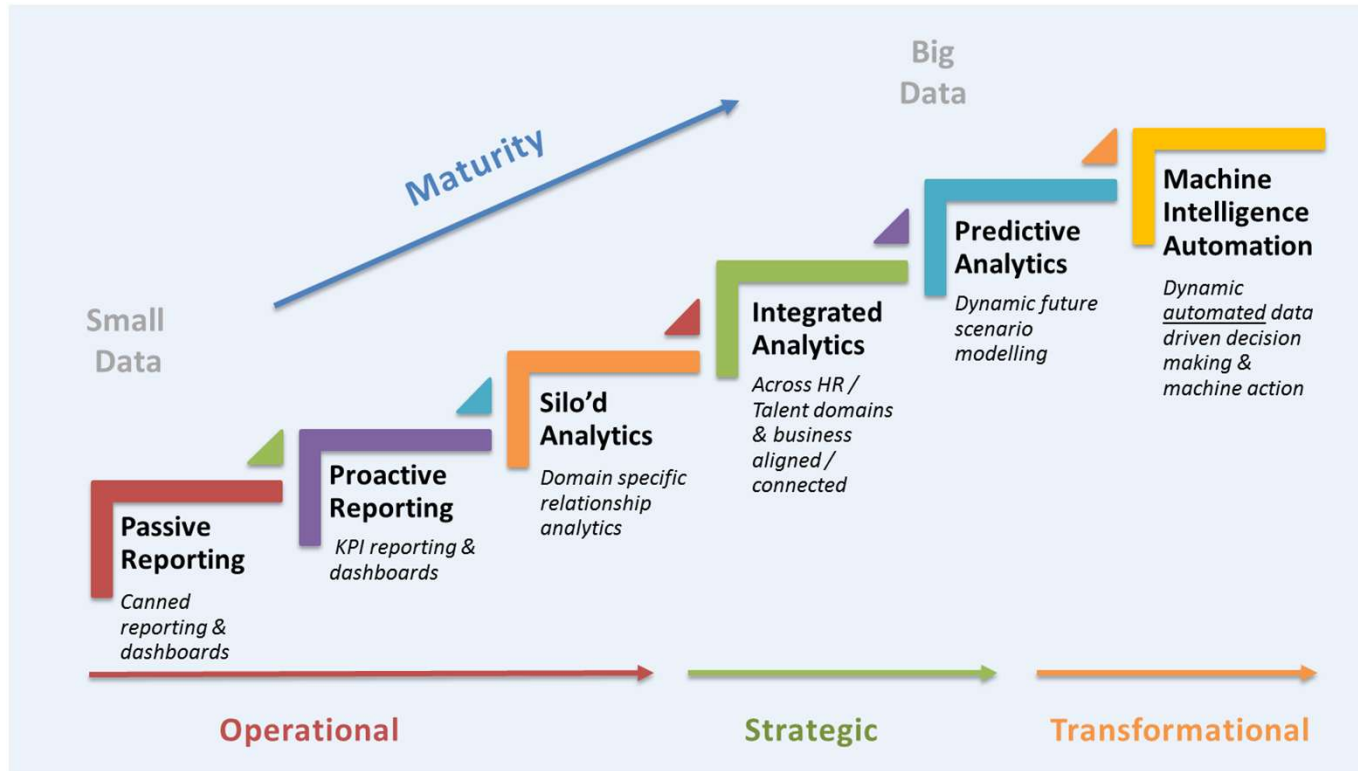 Big
Data
Maturity
Small
Data
Passive
Reporting
Canned
reporting &
dashboards
Proactive
Reporting
KPI reporting &
dashboards
Silo’d
Analytics
Domain specific
relationship
analytics
Integrated
Analytics
Across HR /
Talent domains
& business
aligned /
connected
Predictive
Analytics
Dynamic future
scenario
modelling
Machine
Intelligence
Automation
Dynamic
automated data
driven decision
making &
machine action
Operational
Strategic
Transformational